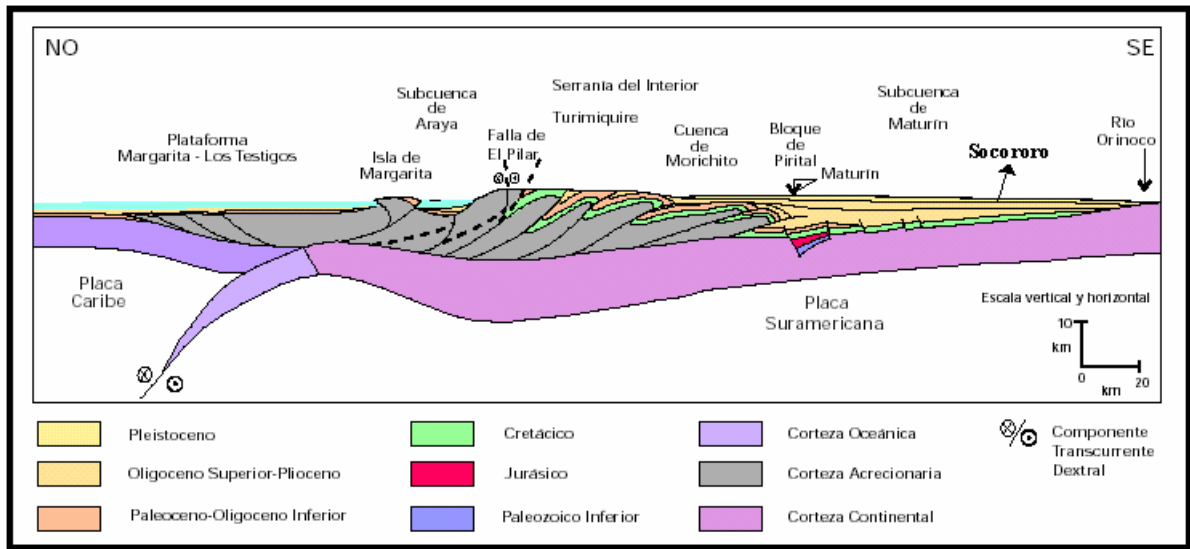 NO
SE
Serranía del Interior
Subcuenca
de
Araya
Turimiquire
Subcuenca
de
Maturín
Plataforma
Margarita - Los Testigos
Isla de
Margarita
Falla de
El Pilar
Cuenca
de
Morichito
Bloque
de
Pirital
Maturín
Socororo
Río
Orinoco
Placa
Caribe
Placa
Suramericana
Escala vertical y horizontal
10
km
0
20
km
Pleistoceno
Oligoceno Superior-Plioceno
Paleoceno-Oligoceno Inferior
Cretácico
Jurásico
Paleozoico Inferior
Corteza Oceánica
Corteza Acrecionaria
Corteza Continental
Componente
Transcurrente
Dextral